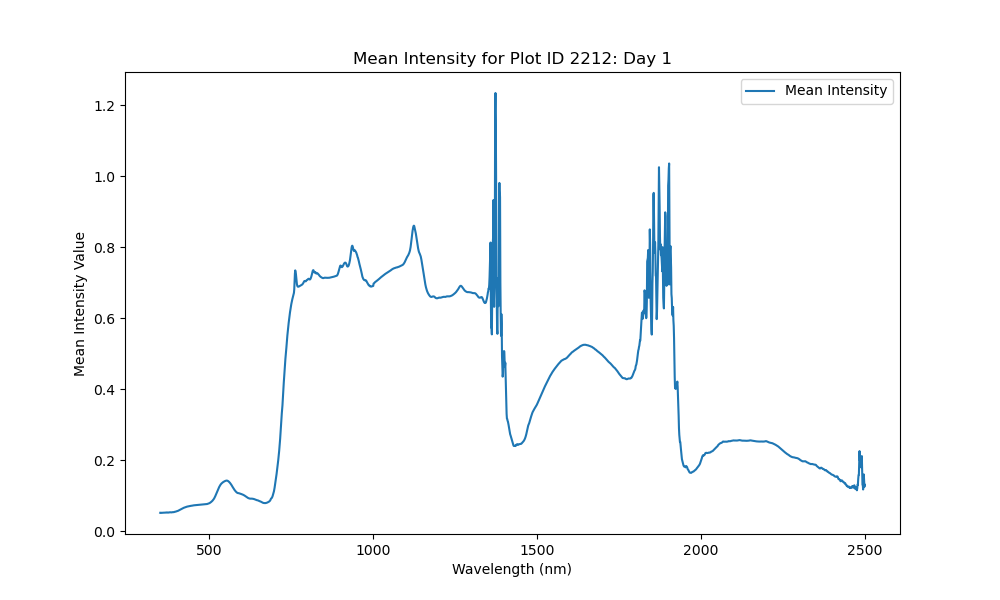 Mean Intensity for Plot ID 2212: Day 1
Mean Intensity
Mean Intensity Value
1.2
1.0
0.8
0.6
0.4
0.2
0.0
500 1000 1500 2000 2500
Wavelength (nm)